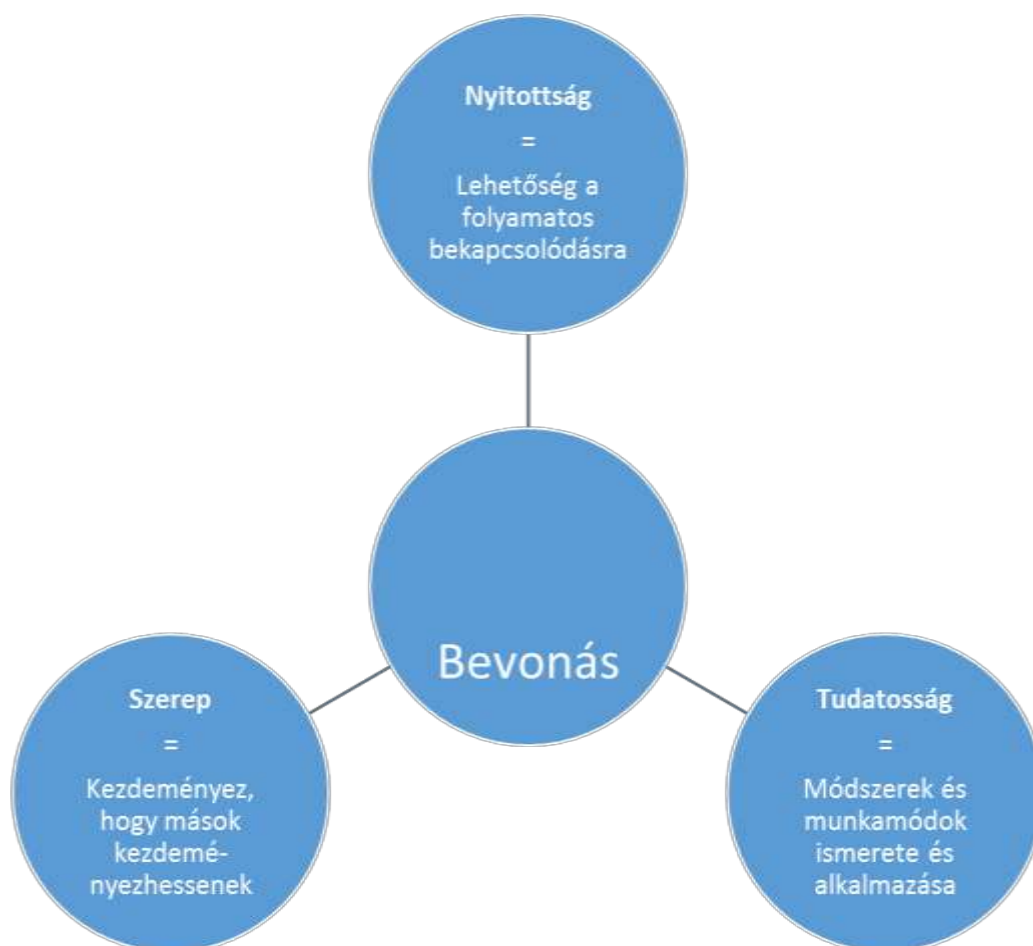 Nyitottság
=
Lehetőség a
folyamatos
bekapcsolódásra
Bevonás
Szerep
=
Kezdeményez,
hogy mások
kezdemé-
nyezhessenek
Tudatosság
=
Módszerek és
munkamódok
ismerete és
alkalmazása